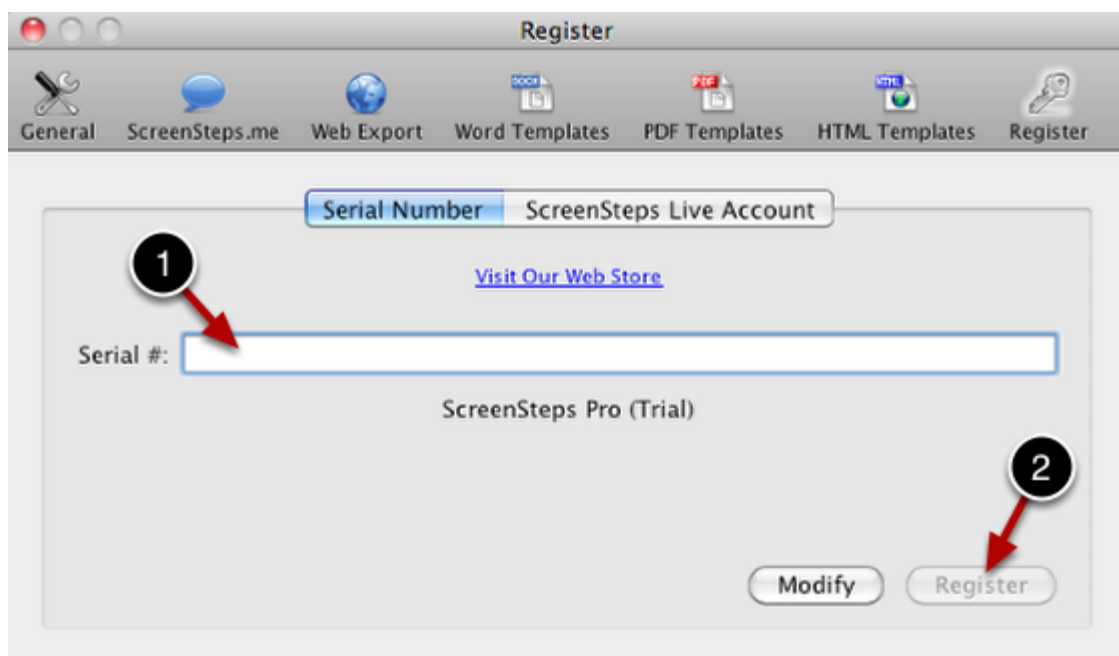 Register
General ScreenSteps.me Web Export Word Templates PDF Templates HTML Templates Register
Serial Number ScreenSteps Live Account
1
Visit Our Web Store
Serial #:
ScreenSteps Pro (Trial)
2
Modify Register